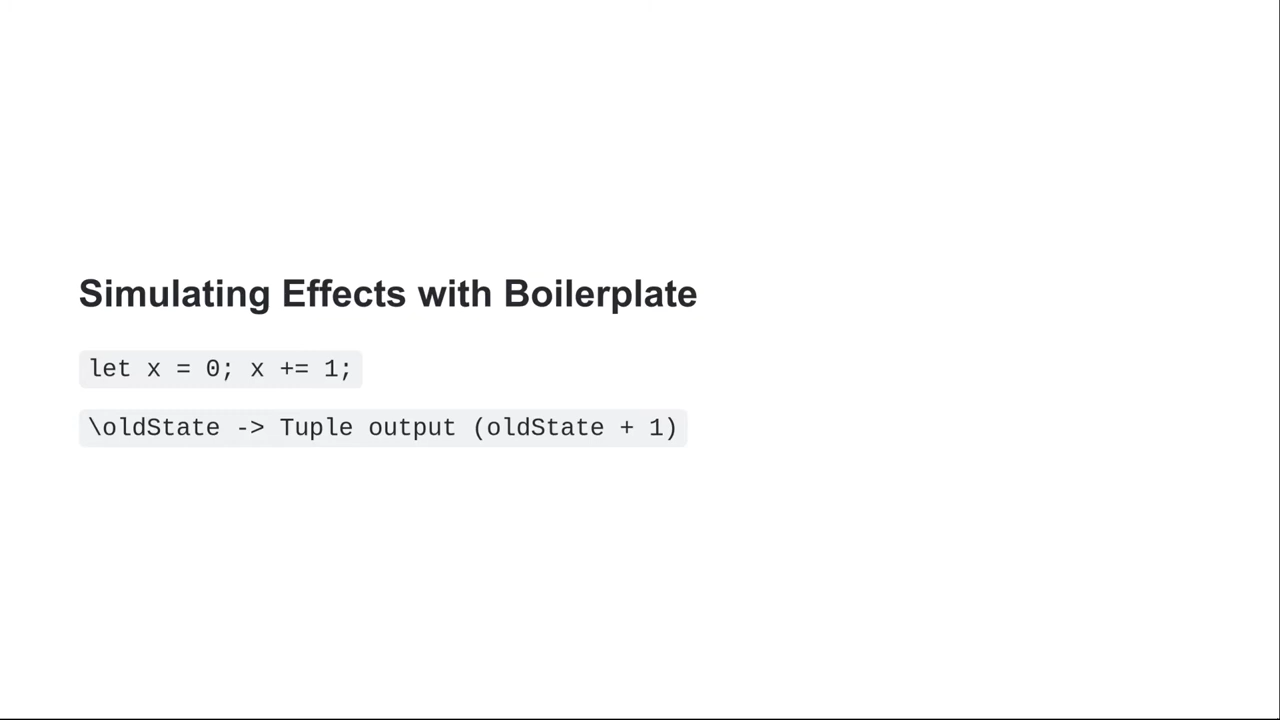 Simulating Effects with Boilerplate
let x = 0; x += 1;
\oldState -> Tuple output (oldState + 1)